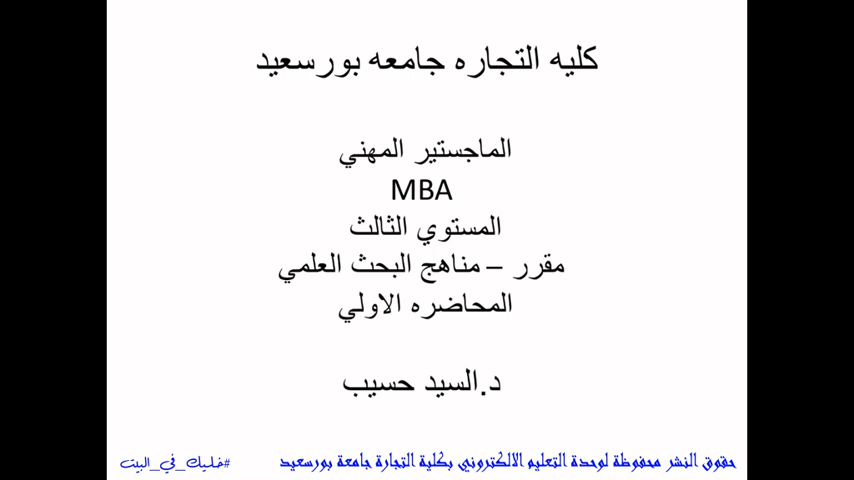 كليه التجاره جامعه بورسعيد
الماجستير المهني
MBA
المستوي الثالث
مقرر – مناهج البحث العلمي
المحاضره الاولي
د.السيد حسيب
حقوق النشر محفوظة لوحدة التعليم الالكتروني بكلية التجارة جامعة بورسعيد #خليك_في_البيت